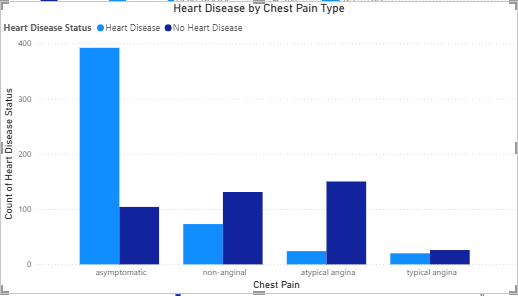 Heart Disease by Chest Pain Type
Heart Disease Status Heart Disease No Heart Disease
Count of Heart Disease Status
400
300
200
100
0
asymptomatic non-anginal atypical angina typical angina
Chest Pain